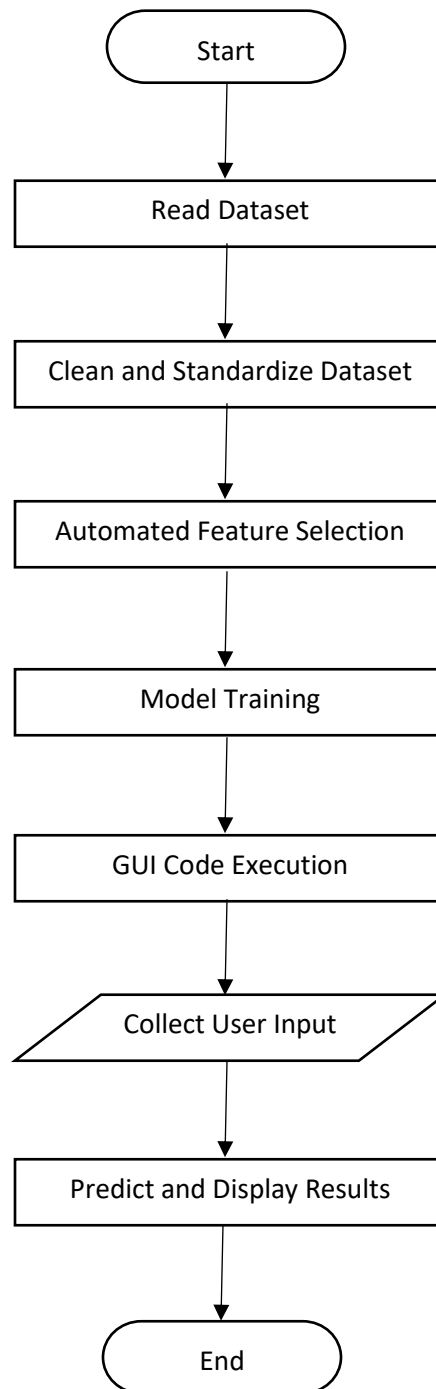 Start
Read Dataset
Clean and Standardize Dataset
Automated Feature Selection
Model Training
GUI Code Execution
Collect User Input
Predict and Display Results
End